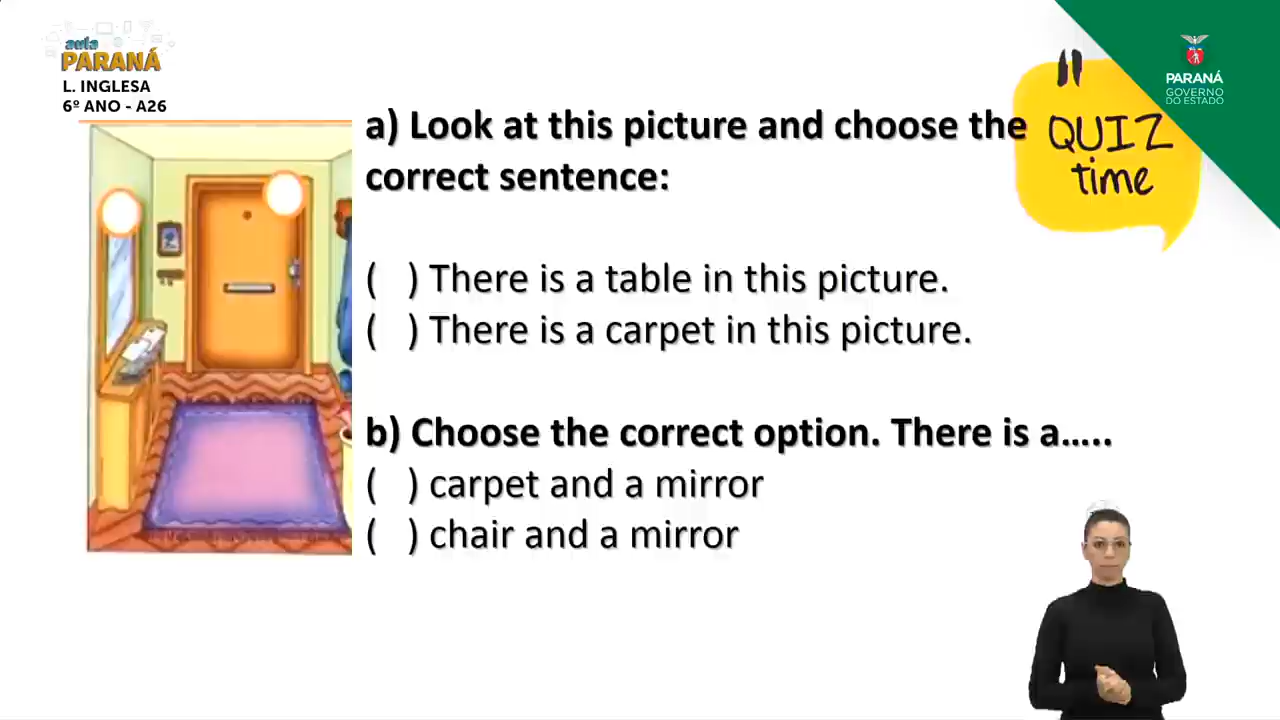 aula
PARANÁ
L. INGLESA
6º ANO - A26
a) Look at this picture and choose the
correct sentence:
(   ) There is a table in this picture.
(   ) There is a carpet in this picture.
b) Choose the correct option. There is a.....
(   ) carpet and a mirror
(   ) chair and a mirror
QUIZ
time
PARANÁ
GOVERNO
DO ESTADO